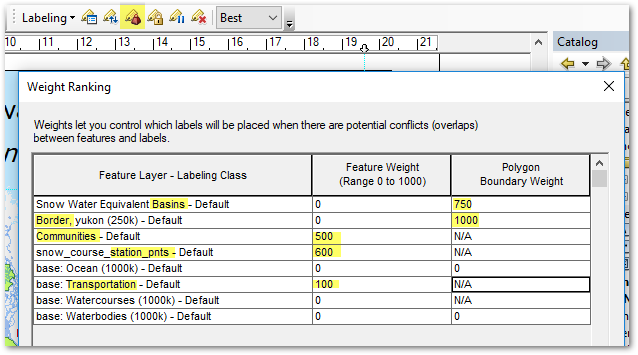 Labeling Best
10 11 12 13 14 15 16 17 18 19 20 21
Catalog
Weight Ranking
Weights let you control which labels will be placed when there are potential conflicts (overlaps)
between features and labels.
Feature Layer - Labeling Class Feature Weight (Range 0 to 1000) Polygon Boundary Weight
Snow Water Equivalent Basins - Default 0 750
Border, yukon (250k) - Default 0 1000
Communities - Default 500 N/A
snow_course_station_pnts - Default 600 N/A
base: Ocean (1000k) - Default 0 0
base: Transportation - Default 100 N/A
base: Watercourses (1000k) - Default 0 N/A
base: Waterbodies (1000k) - Default 0 0